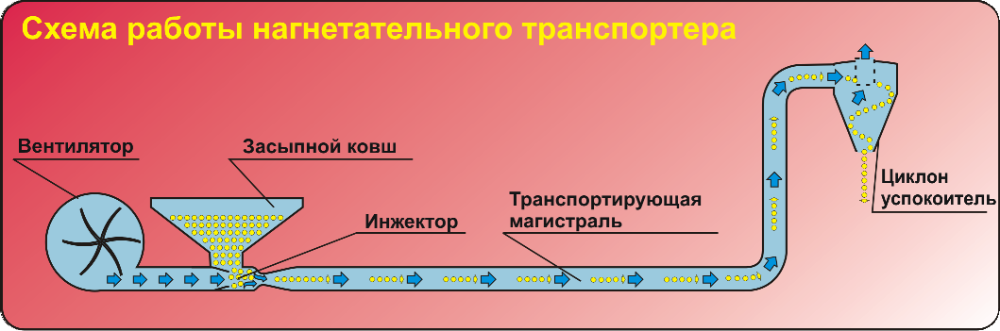 Схема работы нагнетательного транспортера
Вентилятор
Засыпной ковш
Инжектор
Транспортирующая
магистраль
Циклон
успокоитель